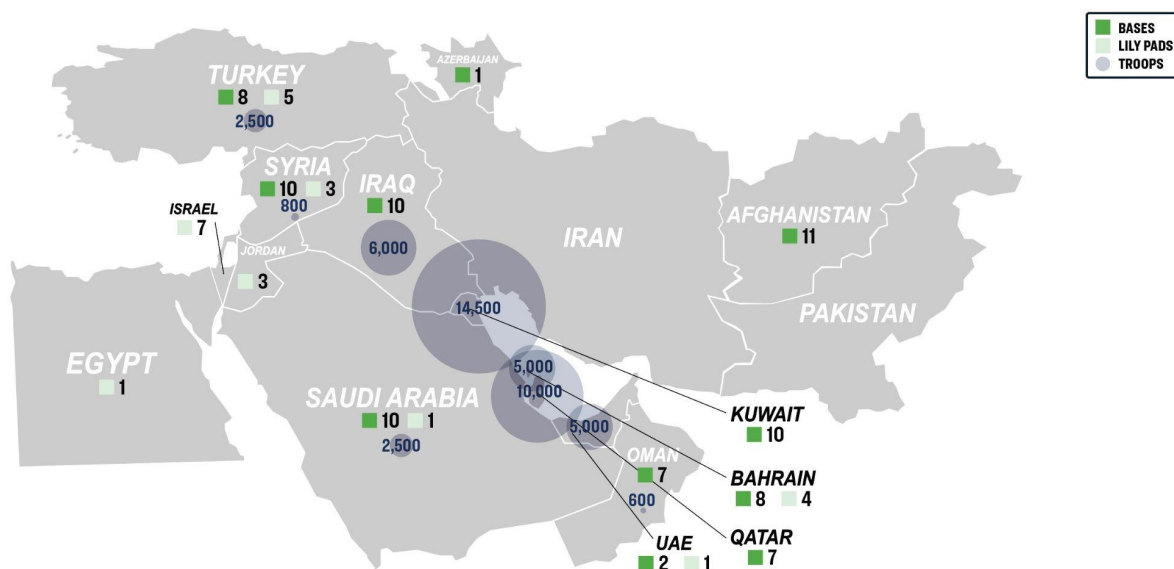 BASES
LILY PADS
TROOPS
AZERBAIJAN
1
TURKEY
8 5
2,500
SYRIA
10 3
800
IRAQ
10
6,000
ISRAEL
7
JORDAN
3
IRAN
AFGHANISTAN
11
PAKISTAN
EGYPT
1
SAUDI ARABIA
10 1
2,500
14,500
5,000
10,000
5,000
OMAN
7
600
KUWAIT
10
BAHRAIN
8 4
QATAR
7
UAE
2 1